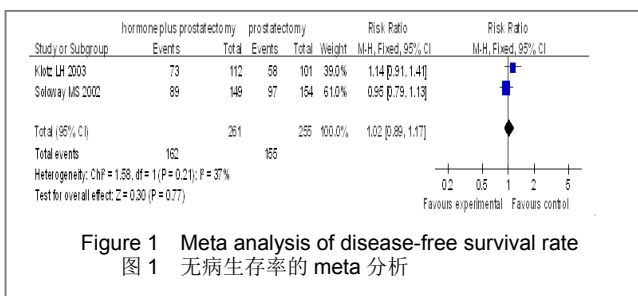 hormone plus prostatectomy prostatectomy Risk Ratio Risk Ratio
Study or Subgroup Events Total Events Total Weight M-H, Fixed, 95% CI M-H, Fixed, 95% CI
Klotz LH 2003 73 112 58 101 39.0% 1.14 [0.91, 1.41]
Soloway MS 2002 89 149 97 154 61.0% 0.95 [0.79, 1.13]
Total (95% CI) 261 255 100.0% 1.02 [0.89, 1.17]
Total events 162 155
Heterogeneity: Chi² = 1.58, df = 1 (P = 0.21); I² = 37%
Test for overall effect: Z = 0.30 (P = 0.77)
0.2 0.5 1 2 5
Favours experimental Favours control
Figure 1 Meta analysis of disease-free survival rate
图 1 无病生存率的 meta 分析